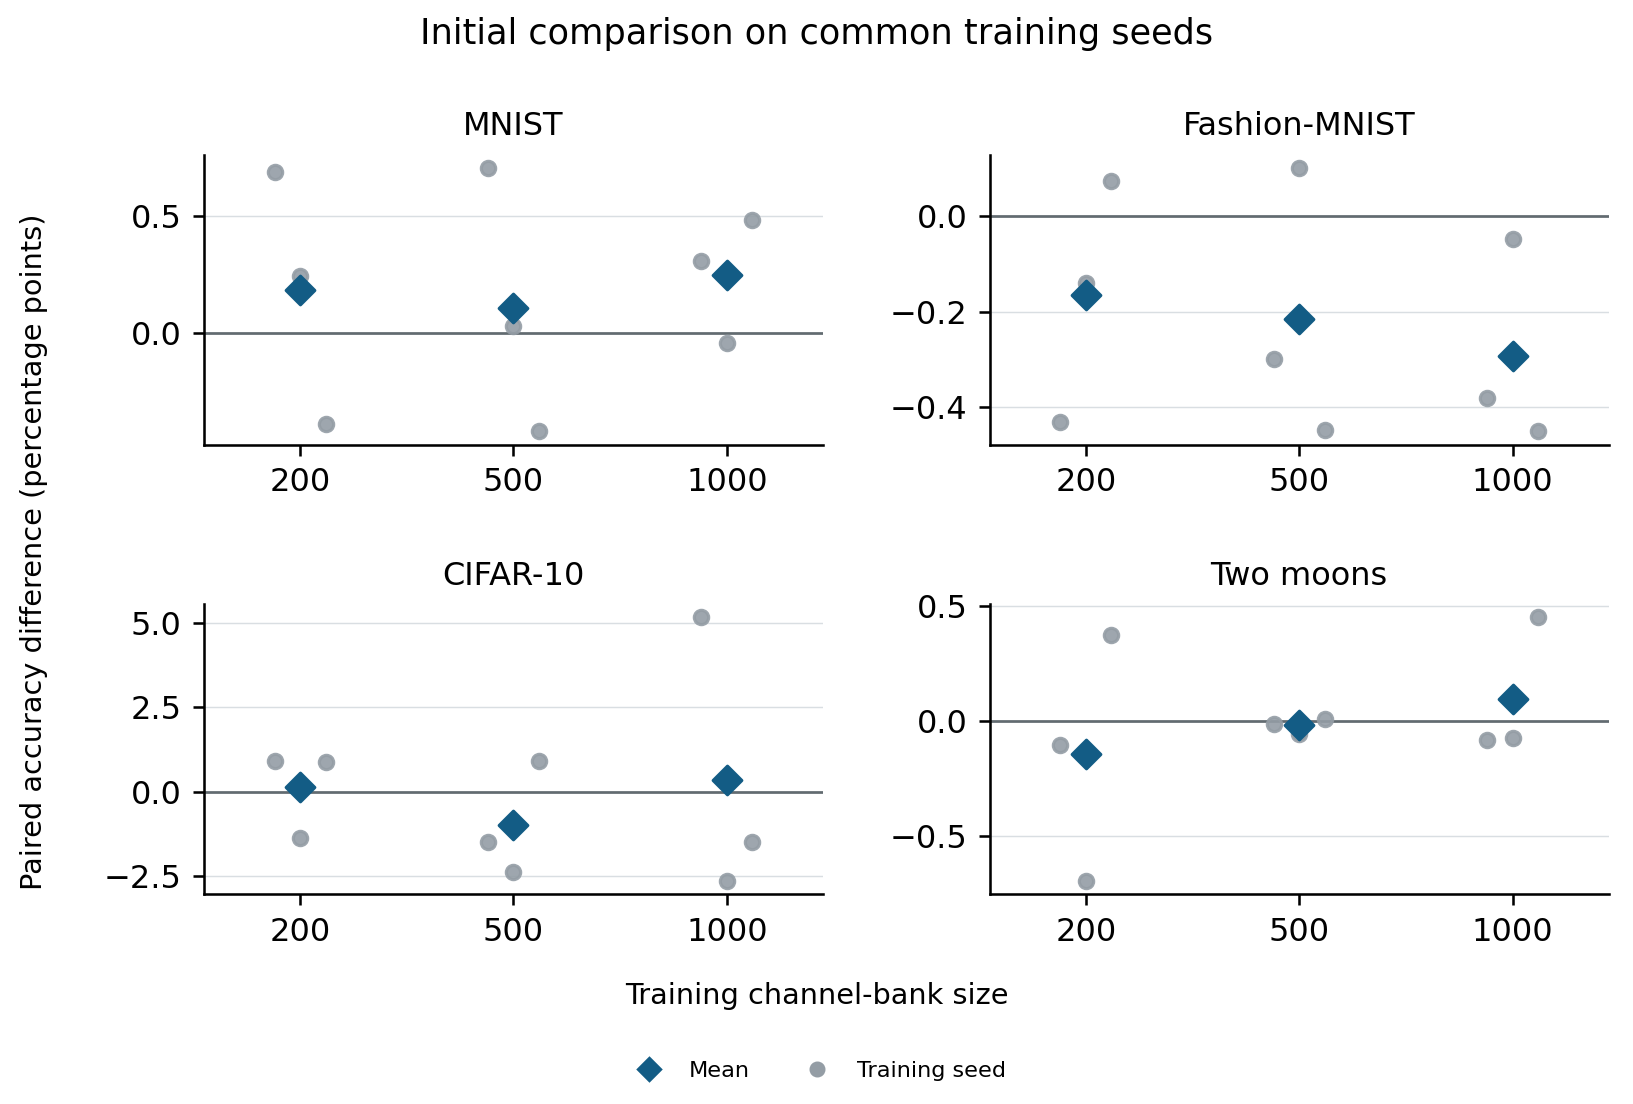 Initial comparison on common training seeds
MNIST
Fashion-MNIST
Paired accuracy difference (percentage points)
0.5
0.0
200
500
1000
0.0
−0.2
−0.4
200
500
1000
CIFAR-10
Two moons
5.0
2.5
0.0
−2.5
200
500
1000
0.5
0.0
−0.5
200
500
1000
Training channel-bank size
Mean
Training seed